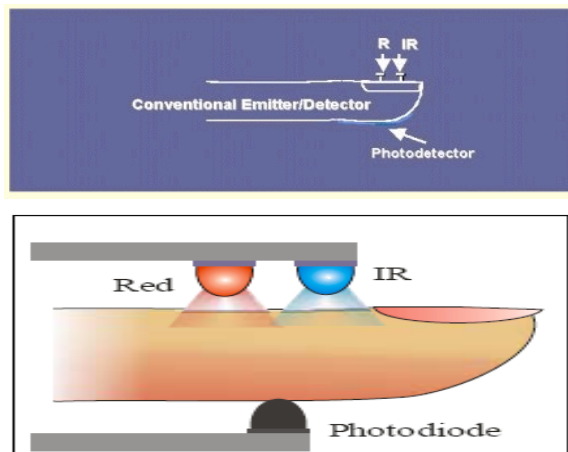 R IR
Conventional Emitter/Detector
Photodetector
Red
IR
Photodiode